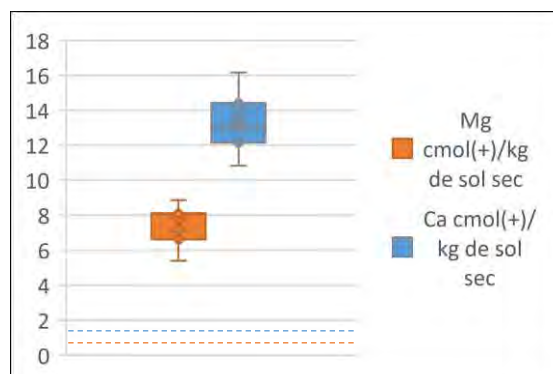 18
16
14
12
10
8
6
4
2
0
Mg
cmol(+)/kg
de sol sec
Ca cmol(+)/
kg de sol
sec